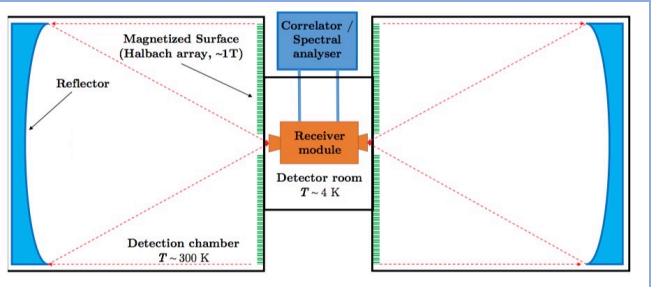 Correlator /
Spectral
analyser
Magnetized Surface
(Halbach array, ~1T)
Reflector
Receiver
module
Detector room
T ~ 4 K
Detection chamber
T ~ 300 K